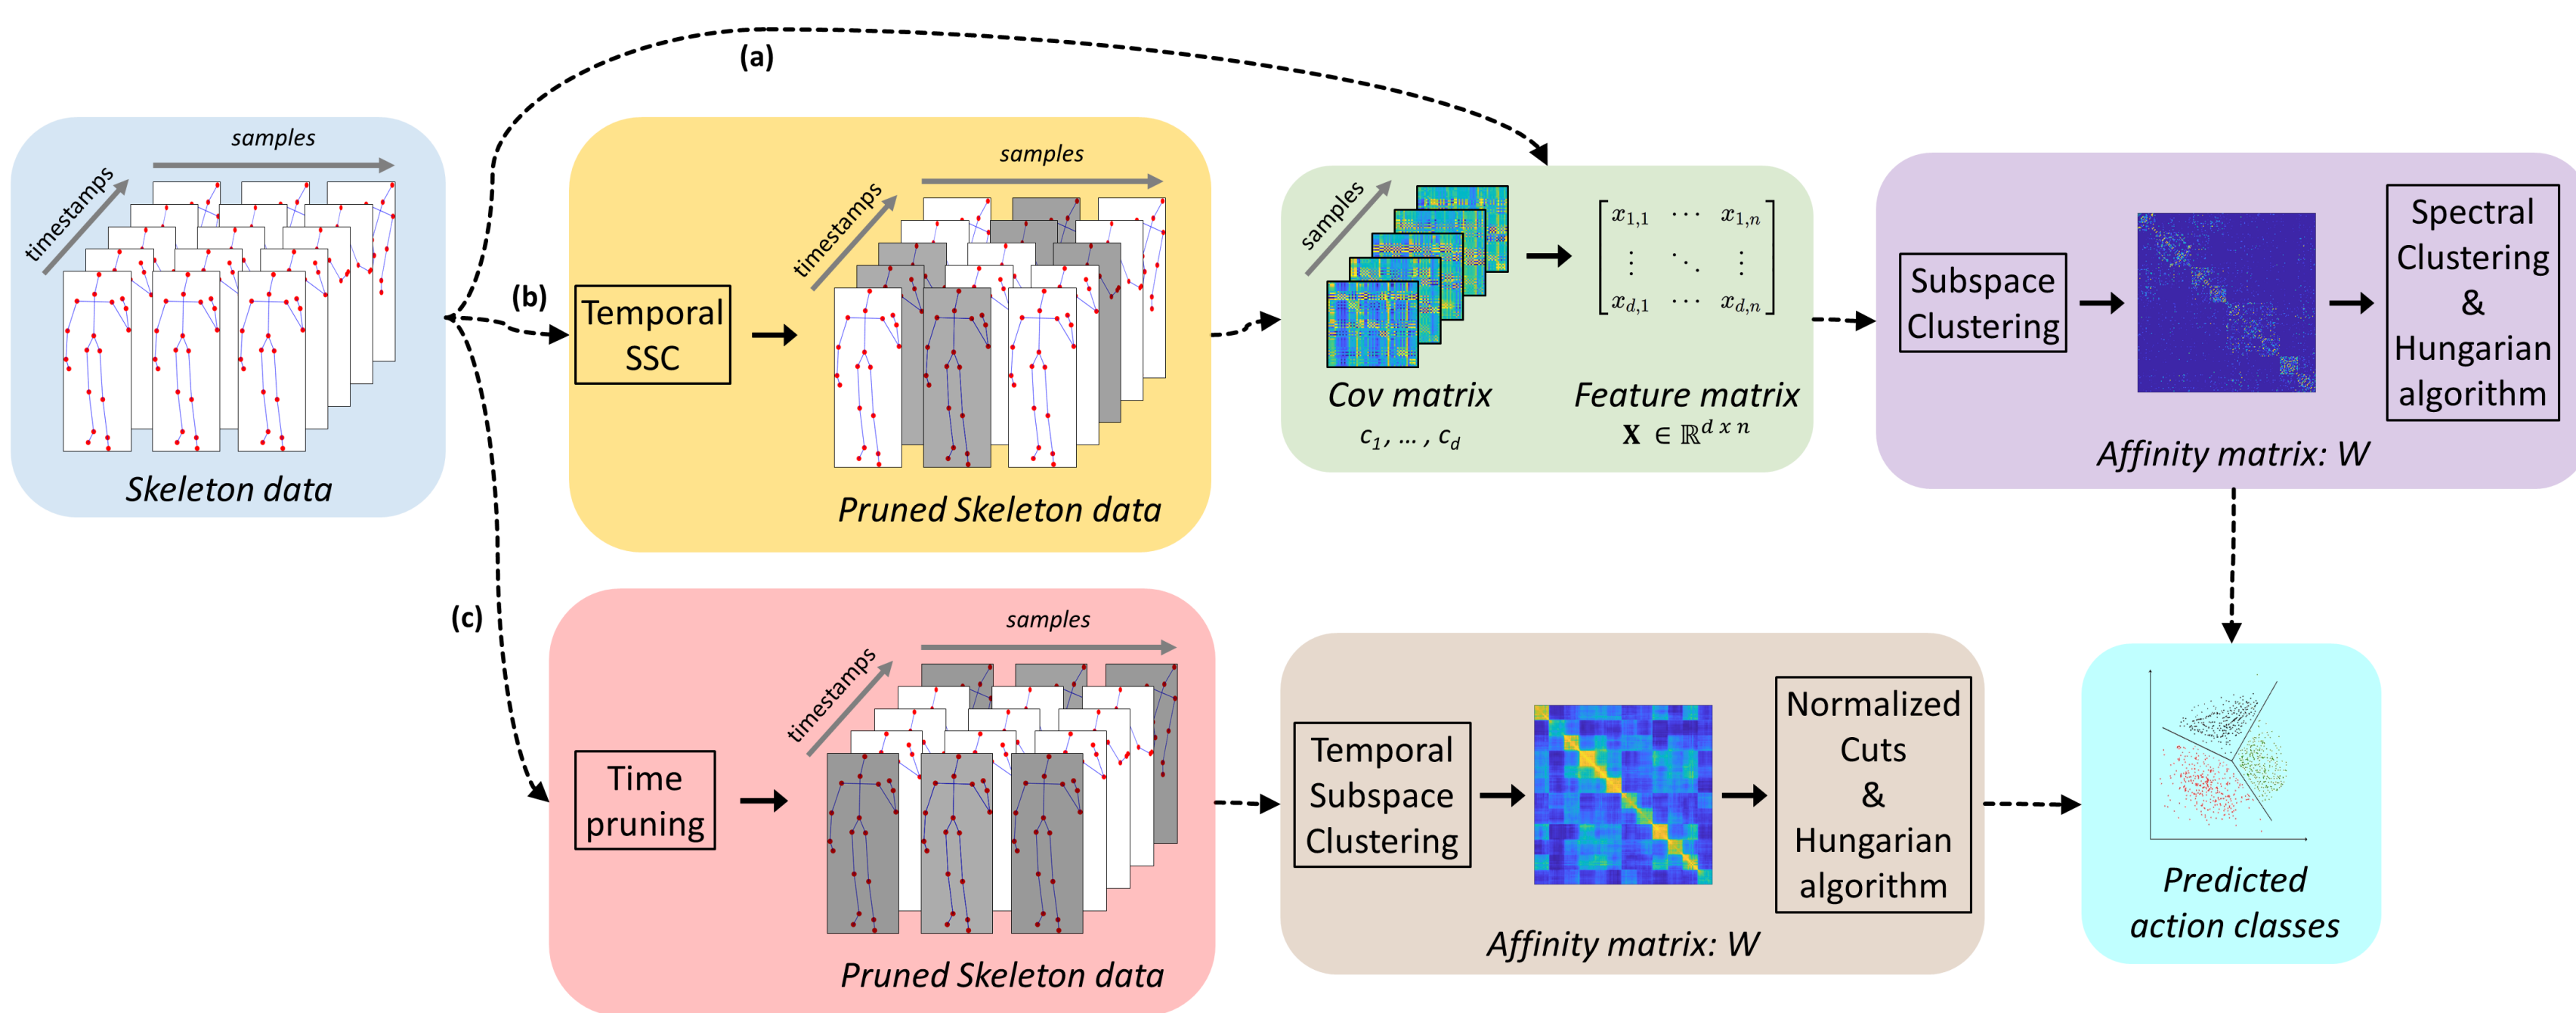 (a)
samples
timestamps
Skeleton data
(b)
Temporal
SSC
samples
timestamps
Pruned Skeleton data
samples
x1,1 ⋯ x1,n
⋮ ⋱ ⋮
xd,1 ⋯ xd,n
Cov matrix
c1, … , cd
Feature matrix
X ∈ ℝ^d x n
Subspace
Clustering
Spectral
Clustering
&
Hungarian
algorithm
Affinity matrix: W
(c)
Time
pruning
samples
timestamps
Pruned Skeleton data
Temporal
Subspace
Clustering
Normalized
Cuts
&
Hungarian
algorithm
Affinity matrix: W
Predicted
action classes